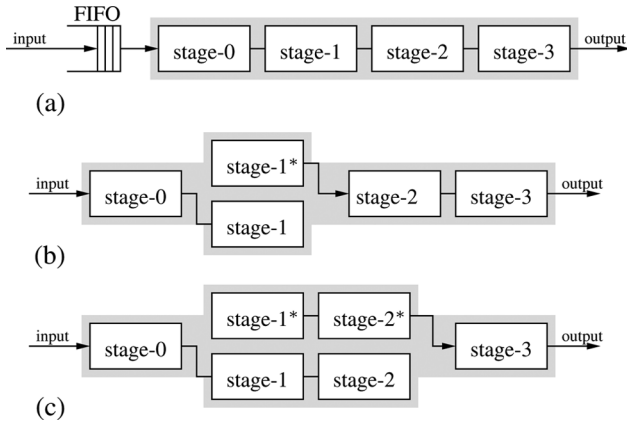 FIFO
input stage-0 stage-1 stage-2 stage-3 output
(a)
stage-1*
input stage-0 stage-2 stage-3 output
stage-1
(b)
stage-1* stage-2*
input stage-0 stage-3 output
stage-1 stage-2
(c)